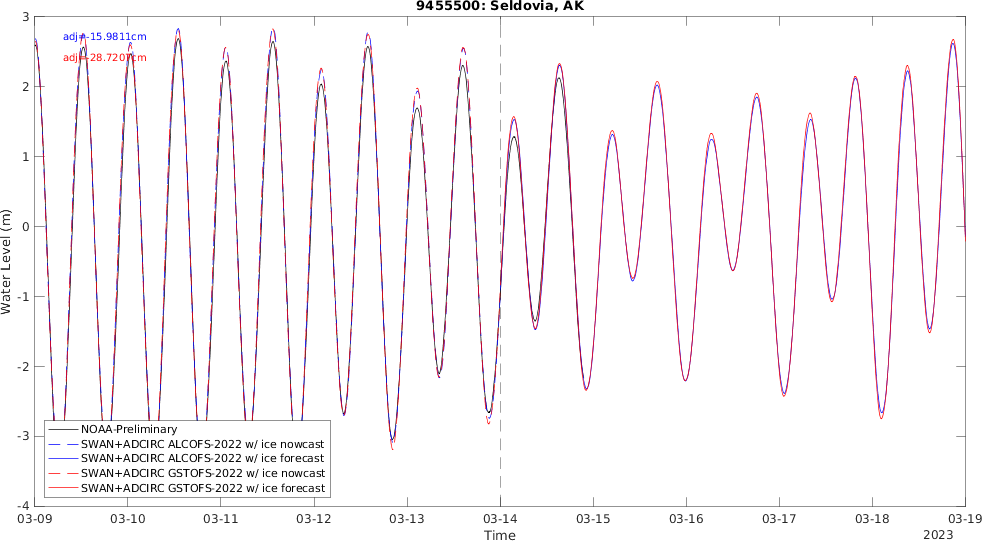 9455500: Seldovia, AK
3
2
1
0
-1
-2
-3
-4
Water Level (m)
adj=-15.9811cm
adj=-28.7207cm
NOAA-Preliminary
SWAN+ADCIRC ALCOFS-2022 w/ ice nowcast
SWAN+ADCIRC ALCOFS-2022 w/ ice forecast
SWAN+ADCIRC GSTOFS-2022 w/ ice nowcast
SWAN+ADCIRC GSTOFS-2022 w/ ice forecast
03-09 03-10 03-11 03-12 03-13 03-14 03-15 03-16 03-17 03-18 03-19
Time
2023